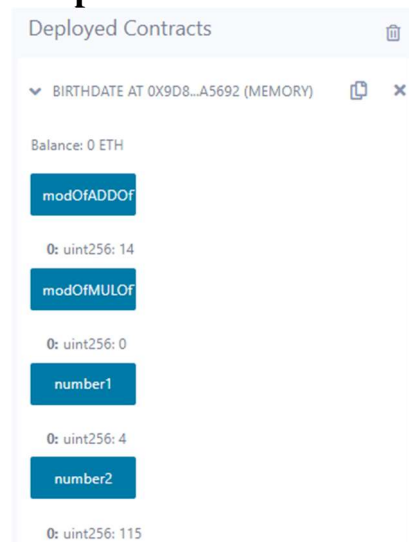 Deployed Contracts
BIRTHDATE AT 0X9D8...A5692 (MEMORY)
Balance: 0 ETH
modOfADDOf
0: uint256: 14
modOfMULOf
0: uint256: 0
number1
0: uint256: 4
number2
0: uint256: 115